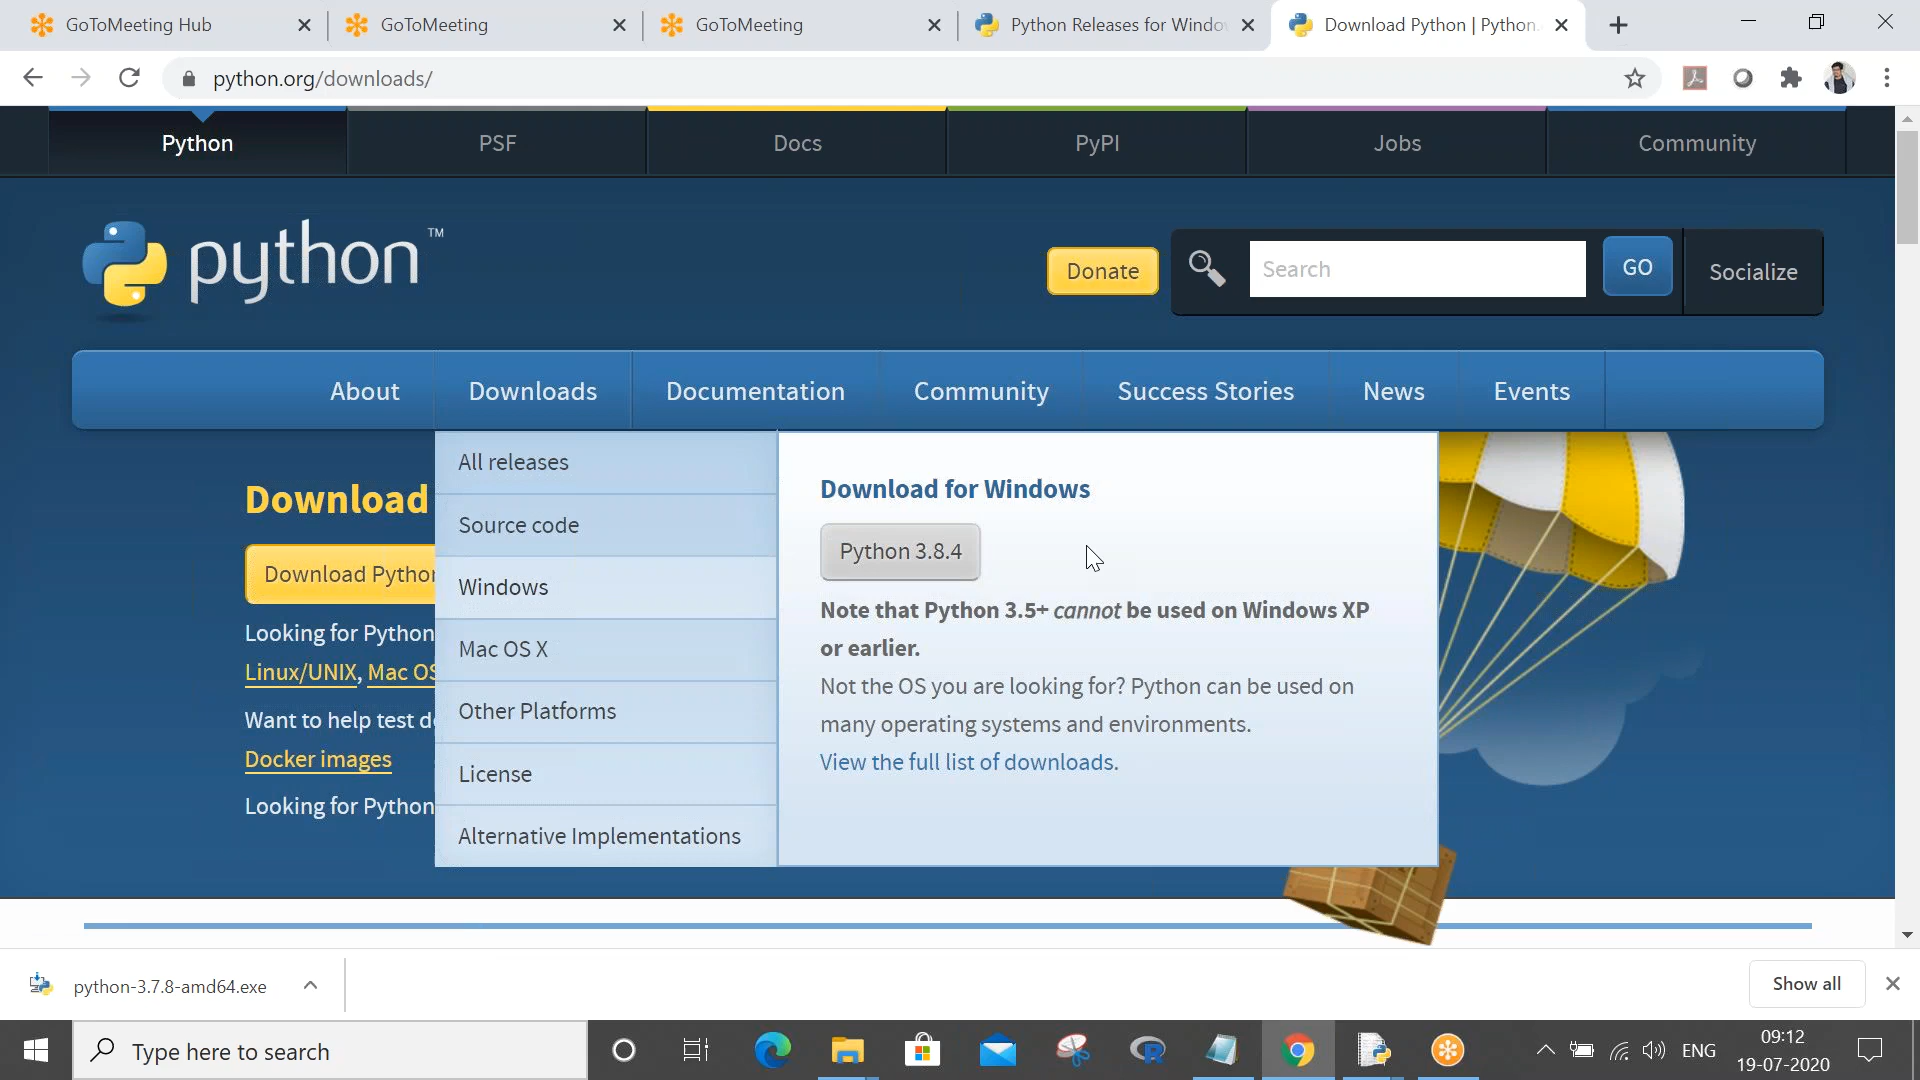 GoToMeeting Hub
GoToMeeting
GoToMeeting
Python Releases for Windo
Download Python | Python.
python.org/downloads/
Python
PSF
Docs
PyPI
Jobs
Community
python™
Donate
Search
GO
Socialize
About
Downloads
Documentation
Community
Success Stories
News
Events
All releases
Source code
Windows
Mac OS X
Other Platforms
License
Alternative Implementations
Download for Windows
Python 3.8.4
Note that Python 3.5+ cannot be used on Windows XP
or earlier.
Not the OS you are looking for? Python can be used on
many operating systems and environments.
View the full list of downloads.
Download
Download Python
Looking for Python
Linux/UNIX, Mac OS
Want to help test d
Docker images
Looking for Python
python-3.7.8-amd64.exe
Show all
Type here to search
R
ENG
09:12
19-07-2020